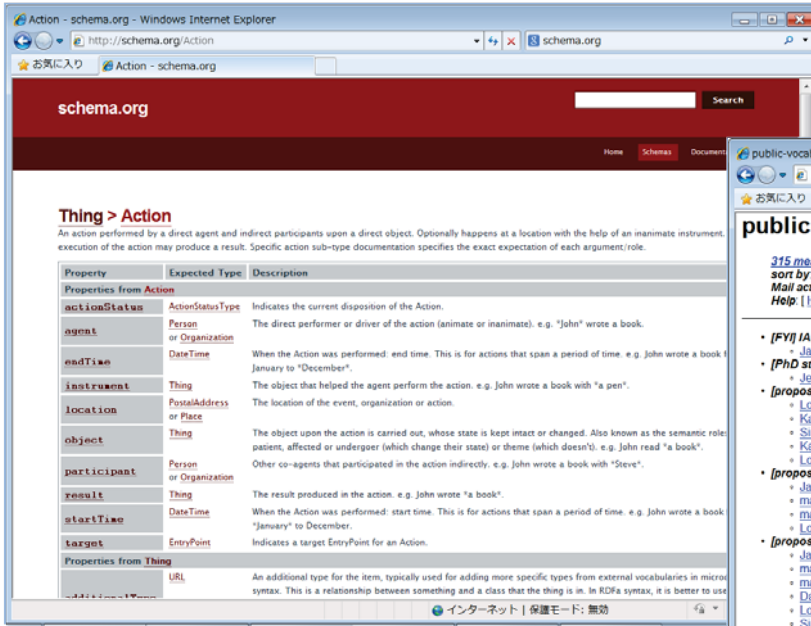 Action - schema.org - Windows Internet Explorer
http://schema.org/Action
schema.org
お気に入り
Action - schema.org
schema.org
Search
Home
Schemas
Thing > Action
An action performed by a direct agent and indirect participants upon a direct object. Optionally happens at a location with the help of an inanimate instrument.
execution of the action may produce a result. Specific action sub-type documentation specifies the exact expectation of each argument/role.
Property Expected Type Description
Properties from Action
actionStatus ActionStatusType Indicates the current disposition of the Action.
agent Person
or Organization
The direct performer or driver of the action (animate or inanimate). e.g. *John* wrote a book.
endTime DateTime When the Action was performed: end time. This is for actions that span a period of time. e.g. John wrote a book
January to *December*.
instrument Thing The object that helped the agent perform the action. e.g. John wrote a book with *a pen*.
location PostalAddress
or Place
The location of the event, organization or action.
object Thing The object upon the action is carried out, whose state is kept intact or changed. Also known as the semantic roles
patient, affected or undergoer (which change their state) or theme (which doesn't). e.g. John read *a book*.
participant Person
or Organization
Other co-agents that participated in the action indirectly. e.g. John wrote a book with *Steve*.
result Thing The result produced in the action. e.g. John wrote *a book*.
startTime DateTime When the Action was performed: start time. This is for actions that span a period of time. e.g. John wrote a book
*January* to December.
target EntryPoint Indicates a target EntryPoint for an Action.
Properties from Thing
additionalType URL An additional type for the item, typically used for adding more specific types from external vocabularies in
syntax. This is a relationship between something and a class that the thing is in. In RDFa syntax, it is better to use
インターネット | 保護モード: 無効
お気に入り
public
315
sort by
Mail
Help: [
[FYI] IA
[PhD